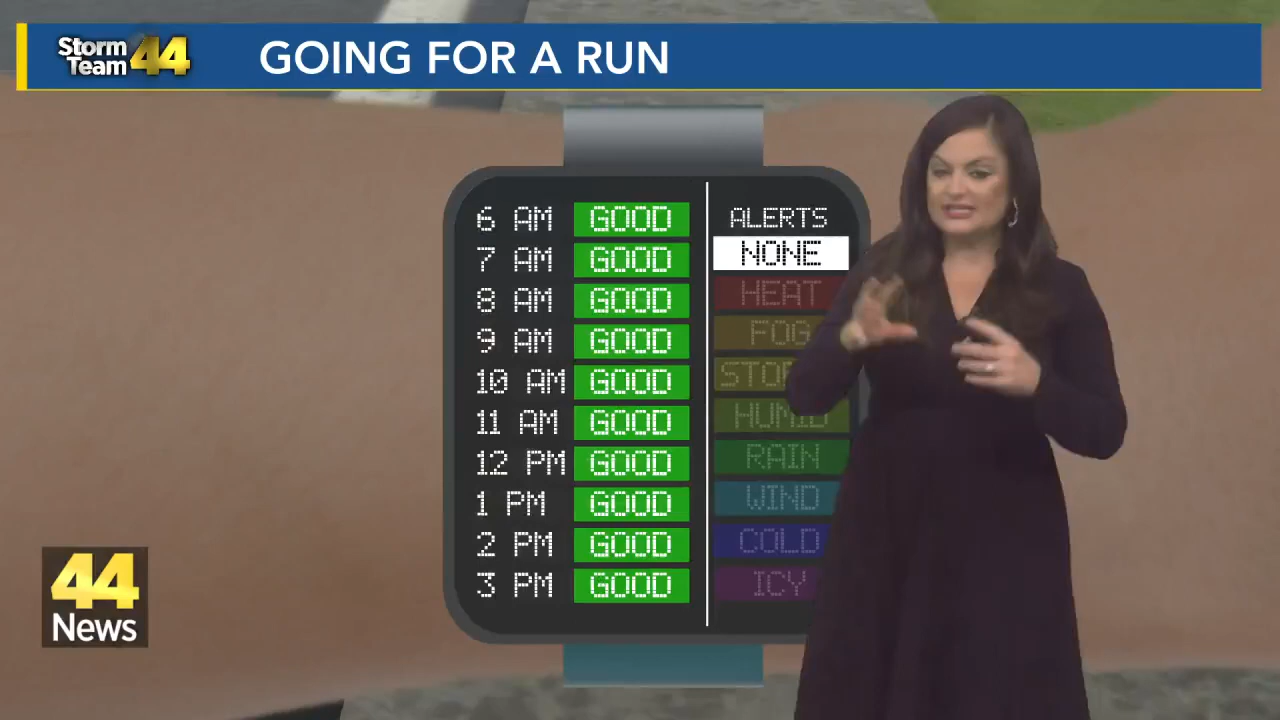 Storm
Team 44
GOING FOR A RUN
6 AM GOOD
7 AM GOOD
8 AM GOOD
9 AM GOOD
10 AM GOOD
11 AM GOOD
12 PM GOOD
1 PM GOOD
2 PM GOOD
3 PM GOOD
ALERTS
NONE
HEAT
FOG
HUMID
RAIN
WIND
COLD
ICY
44
News